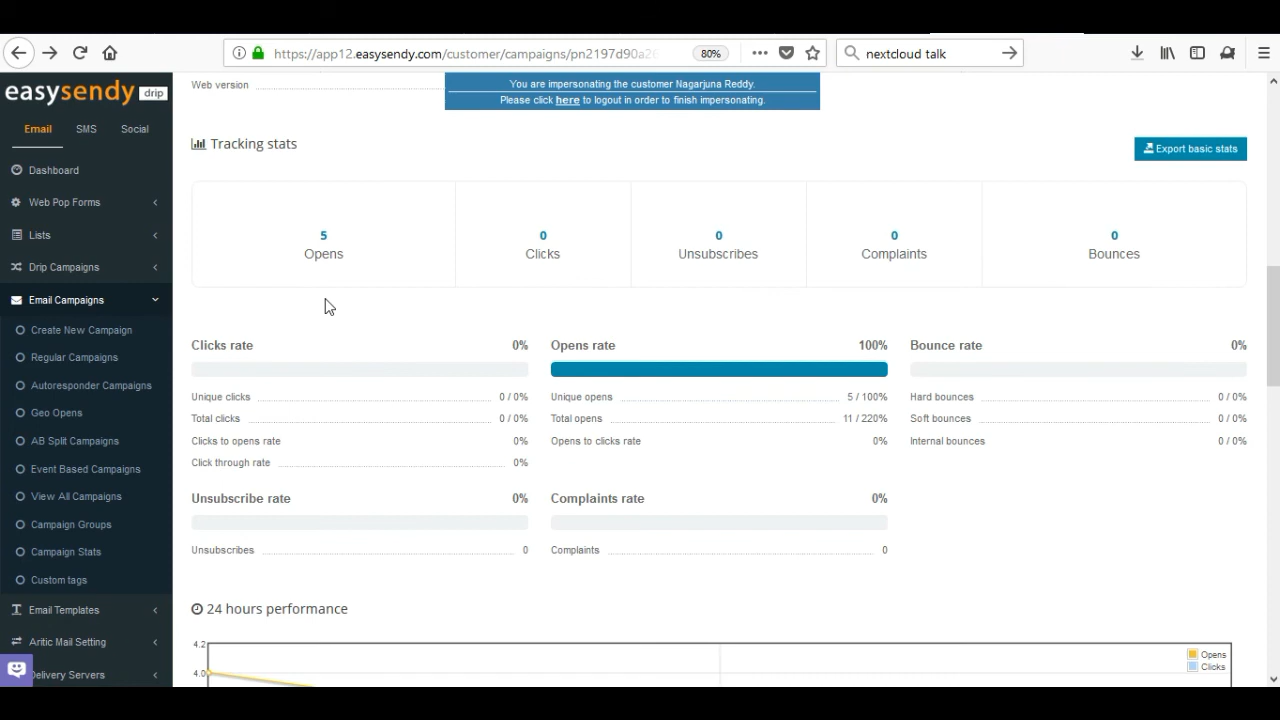 https://app12.easysendy.com/customer/campaigns/pn2197d90a2
80%
nextcloud talk
easysendy drip
Email
SMS
Social
Dashboard
Web Pop Forms
Lists
Drip Campaigns
Email Campaigns
Create New Campaign
Regular Campaigns
Autoresponder Campaigns
Geo Opens
AB Split Campaigns
Event Based Campaigns
View All Campaigns
Campaign Groups
Campaign Stats
Custom tags
Email Templates
Aritic Mail Setting
Delivery Servers
Web version
You are impersonating the customer Nagarjuna Reddy.
Please click here to logout in order to finish impersonating.
Tracking stats
Export basic stats
5
Opens
0
Clicks
0
Unsubscribes
0
Complaints
0
Bounces
Clicks rate 0%
Unique clicks 0 / 0%
Total clicks 0 / 0%
Clicks to opens rate 0%
Click through rate 0%
Opens rate 100%
Unique opens 5 / 100%
Total opens 11 / 220%
Opens to clicks rate 0%
Bounce rate 0%
Hard bounces 0 / 0%
Soft bounces 0 / 0%
Internal bounces 0 / 0%
Unsubscribe rate 0%
Unsubscribes 0
Complaints rate 0%
Complaints 0
24 hours performance
4.2
4.0
Opens
Clicks